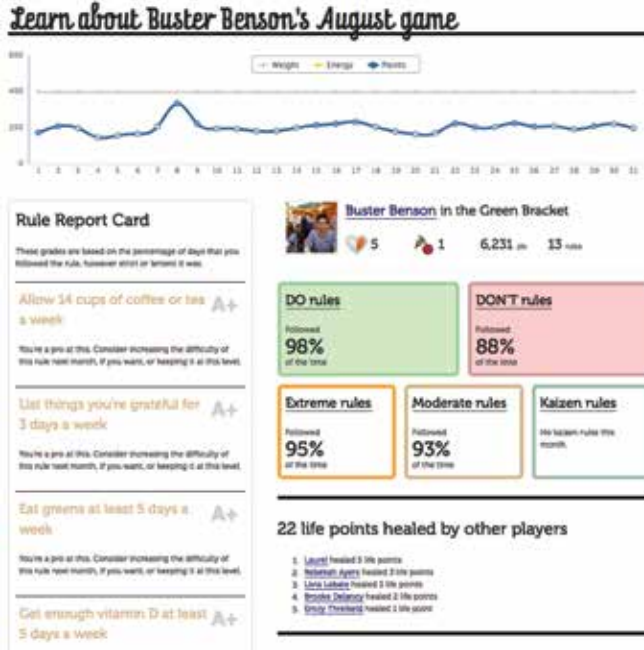 Learn about Buster Benson's August game
600
400
200
0
Weight Energy Points
1 2 3 4 5 6 7 8 9 10 11 12 13 14 15 16 17 18 19 20 21 22 23 24 25 26 27 28 29 30 31
Rule Report Card
These grades are based on the percentage of days that you
followed the rule, however strict or lenient it was.
Allow 14 cups of coffee or tea
a week
A+
You're a pro at this. Consider increasing the difficulty of
this rule next month, if you want, or keeping it at this level.
List things you're grateful for
3 days a week
A+
You're a pro at this. Consider increasing the difficulty of
this rule next month, if you want, or keeping it at this level.
Eat greens at least 5 days a
week
A+
You're a pro at this. Consider increasing the difficulty of
this rule next month, if you want, or keeping it at this level.
Get enough vitamin D at least
5 days a week
A+
Buster Benson in the Green Bracket
5 1 6,231 pts 13 rules
DO rules
Followed
98%
of the time
DON'T rules
Followed
88%
of the time
Extreme rules
Followed
95%
of the time
Moderate rules
Followed
93%
of the time
Kaizen rules
No kaizen rules this
month.
22 life points healed by other players
1. Laurel healed life points
2. Rebekah Ayers healed life points
3. healed life points
4. Brooke Delancy healed 2 life points
5. Emily healed 1 life point